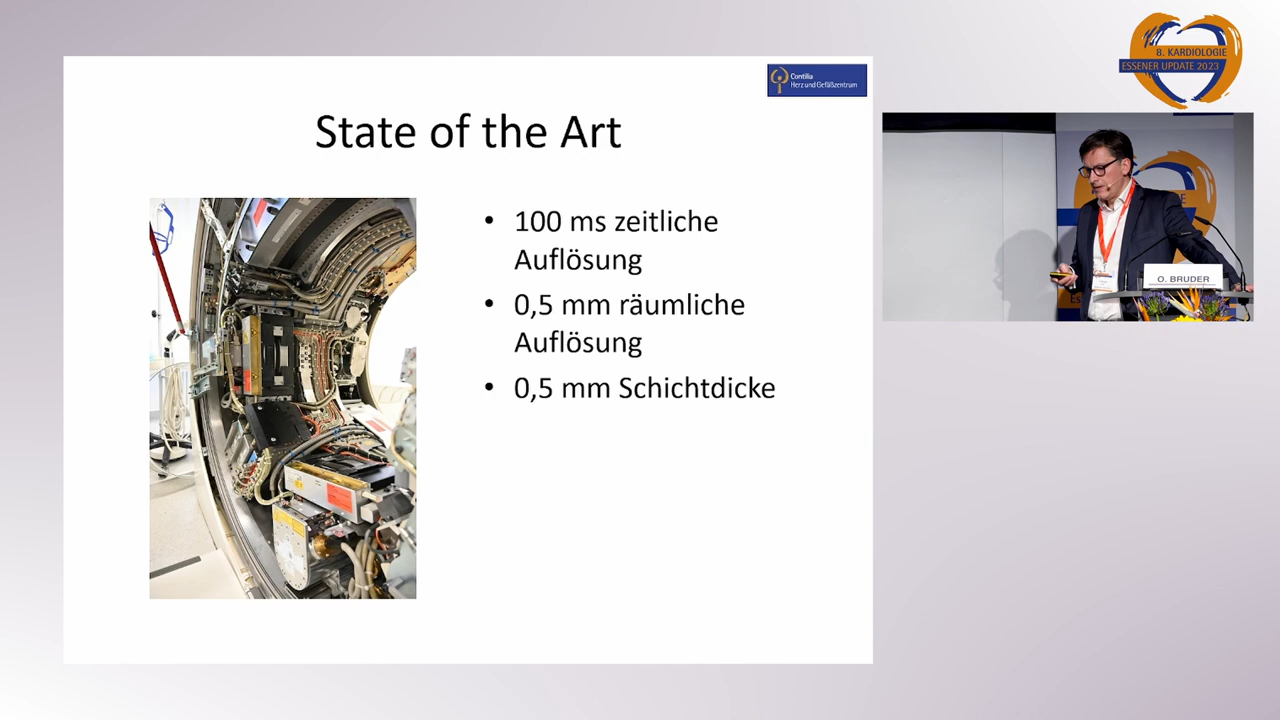 8. KARDIOLOGIE
ESSENER UPDATE 2023
Contilia
Herz und Gefäßzentrum
State of the Art
• 100 ms zeitliche
Auflösung
• 0,5 mm räumliche
Auflösung
• 0,5 mm Schichtdicke
O. BRUDER